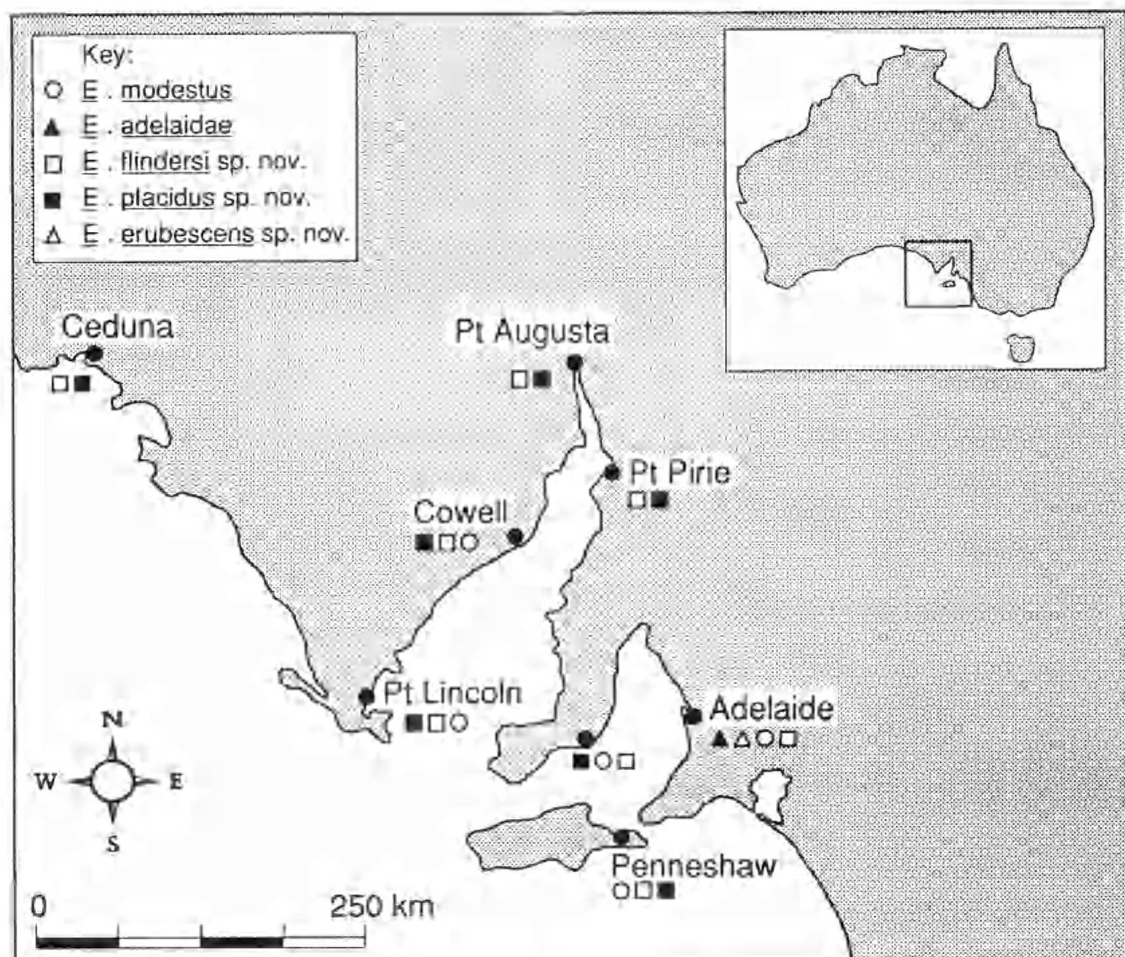 Key:
E . modestus
E . adelaidae
E . flindersi sp. nov.
E . placidus sp. nov.
E . erubescens sp. nov.
Ceduna
Pt Augusta
Pt Pirie
Cowell
Pt Lincoln
Adelaide
Penneshaw
N
W E
S
0 250 km